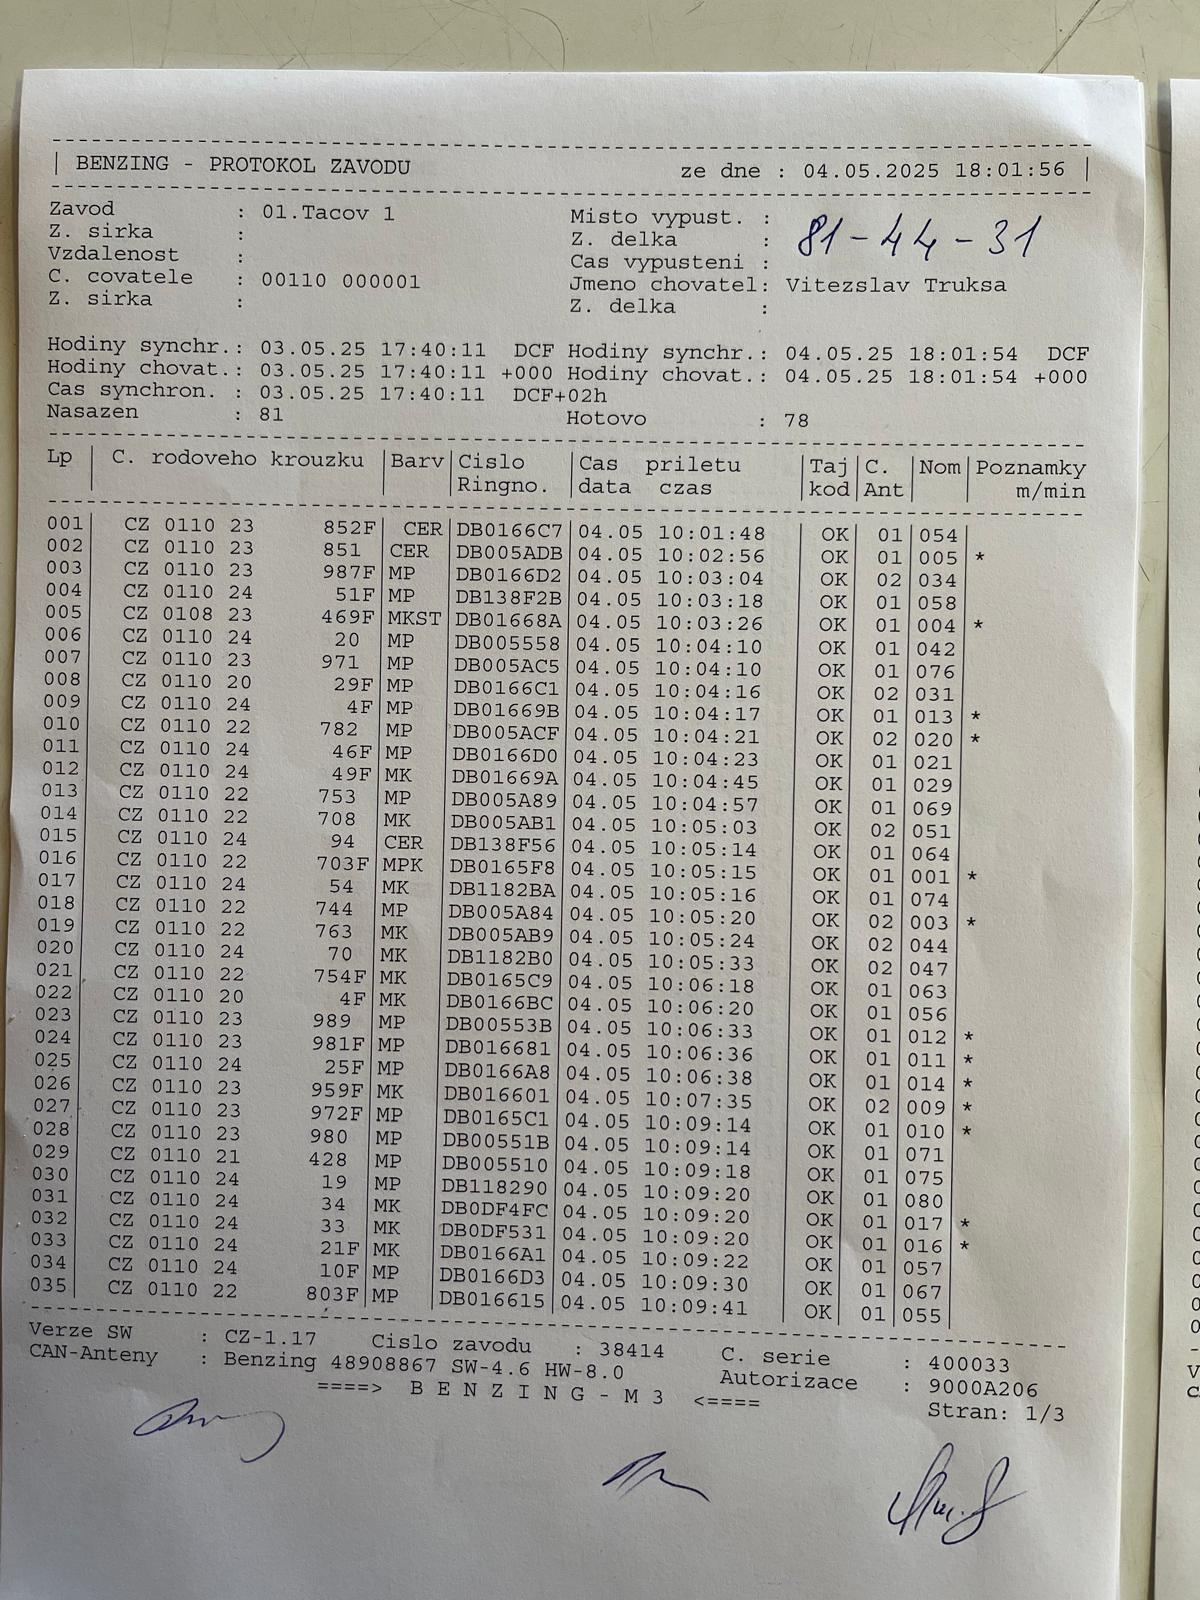 BENZING - PROTOKOL ZAVODU ze dne : 04.05.2025 18:01:56
Zavod : 01.Tacov 1 Misto vypust. :
Z. sirka : Z. delka : 81-44-31
Vzdalenost : Cas vypusteni :
C. covatele : 00110 000001 Jmeno chovatel: Vitezslav Truksa
Z. sirka : Z. delka :
Hodiny synchr.: 03.05.25 17:40:11 DCF Hodiny synchr.: 04.05.25 18:01:54 DCF
Hodiny chovat.: 03.05.25 17:40:11 +000 Hodiny chovat.: 04.05.25 18:01:54 +000
Cas synchron. : 03.05.25 17:40:11 DCF+02h
Nasazen : 81 Hotovo : 78
Lp | C. rodoveho krouzku | Barv | Cislo | Cas priletu | Taj | C. | Nom | Poznamky
Ringno. | data czas | kod | Ant | m/min
001 CZ 0110 23 852F CER DB0166C7 04.05 10:01:48 OK 01 054
002 CZ 0110 23 851 CER DB005ADB 04.05 10:02:56 OK 01 005 *
003 CZ 0110 23 987F MP DB0166D2 04.05 10:03:04 OK 02 034
004 CZ 0110 24 51F MP DB138F2B 04.05 10:03:18 OK 01 058
005 CZ 0108 23 469F MKST DB01668A 04.05 10:03:26 OK 01 004 *
006 CZ 0110 24 20 MP DB005558 04.05 10:04:10 OK 01 042
007 CZ 0110 23 971 MP DB005AC5 04.05 10:04:10 OK 01 076
008 CZ 0110 20 29F MP DB0166C1 04.05 10:04:16 OK 02 031
009 CZ 0110 24 4F MP DB01669B 04.05 10:04:17 OK 01 013 *
010 CZ 0110 22 782 MP DB005ACF 04.05 10:04:21 OK 02 020 *
011 CZ 0110 24 46F MP DB0166D0 04.05 10:04:23 OK 01 021
012 CZ 0110 24 49F MK DB01669A 04.05 10:04:45 OK 01 029
013 CZ 0110 22 753 MP DB005A89 04.05 10:04:57 OK 01 069
014 CZ 0110 22 708 MK DB005AB1 04.05 10:05:03 OK 02 051
015 CZ 0110 24 94 CER DB138F56 04.05 10:05:14 OK 01 064
016 CZ 0110 22 703F MPK DB0165F8 04.05 10:05:15 OK 01 001 *
017 CZ 0110 24 54 MK DB1182BA 04.05 10:05:16 OK 01 074
018 CZ 0110 22 744 MP DB005A84 04.05 10:05:20 OK 02 003 *
019 CZ 0110 22 763 MK DB005AB9 04.05 10:05:24 OK 02 044
020 CZ 0110 24 70 MK DB1182B0 04.05 10:05:33 OK 02 047
021 CZ 0110 22 754F MK DB0165C9 04.05 10:06:18 OK 01 063
022 CZ 0110 20 4F MK DB0166BC 04.05 10:06:20 OK 01 056
023 CZ 0110 23 989 MP DB00553B 04.05 10:06:33 OK 01 012 *
024 CZ 0110 23 981F MP DB016681 04.05 10:06:36 OK 01 011 *
025 CZ 0110 24 25F MP DB0166A8 04.05 10:06:38 OK 01 014 *
026 CZ 0110 23 959F MK DB016601 04.05 10:07:35 OK 02 009 *
027 CZ 0110 23 972F MP DB0165C1 04.05 10:09:14 OK 01 010 *
028 CZ 0110 23 980 MP DB00551B 04.05 10:09:14 OK 01 071
029 CZ 0110 21 428 MP DB005510 04.05 10:09:18 OK 01 075
030 CZ 0110 24 19 MP DB118290 04.05 10:09:20 OK 01 080
031 CZ 0110 24 34 MK DB0DF4FC 04.05 10:09:20 OK 01 017 *
032 CZ 0110 24 33 MK DB0DF531 04.05 10:09:20 OK 01 016 *
033 CZ 0110 24 21F MK DB0166A1 04.05 10:09:22 OK 01 057
034 CZ 0110 24 10F MP DB0166D3 04.05 10:09:30 OK 01 067
035 CZ 0110 22 803F MP DB016615 04.05 10:09:41 OK 01 055
Verze SW : CZ-1.17 Cislo zavodu : 38414 C. serie : 400033
CAN-Anteny : Benzing 48908867 SW-4.6 HW-8.0 Autorizace : 9000A206
====> B E N Z I N G - M 3 <==== Stran: 1/3